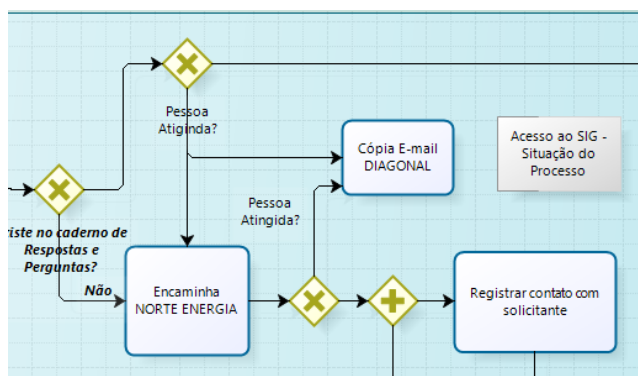 Pessoa
Atiginda?
Cópia E-mail
DIAGONAL
Acesso ao SIG -
Situação do
Processo
Pessoa
Atingida?
no caderno de
Respostas e
Perguntas?
Não
Encaminha
NORTE ENERGIA
Registrar contato com
solicitante